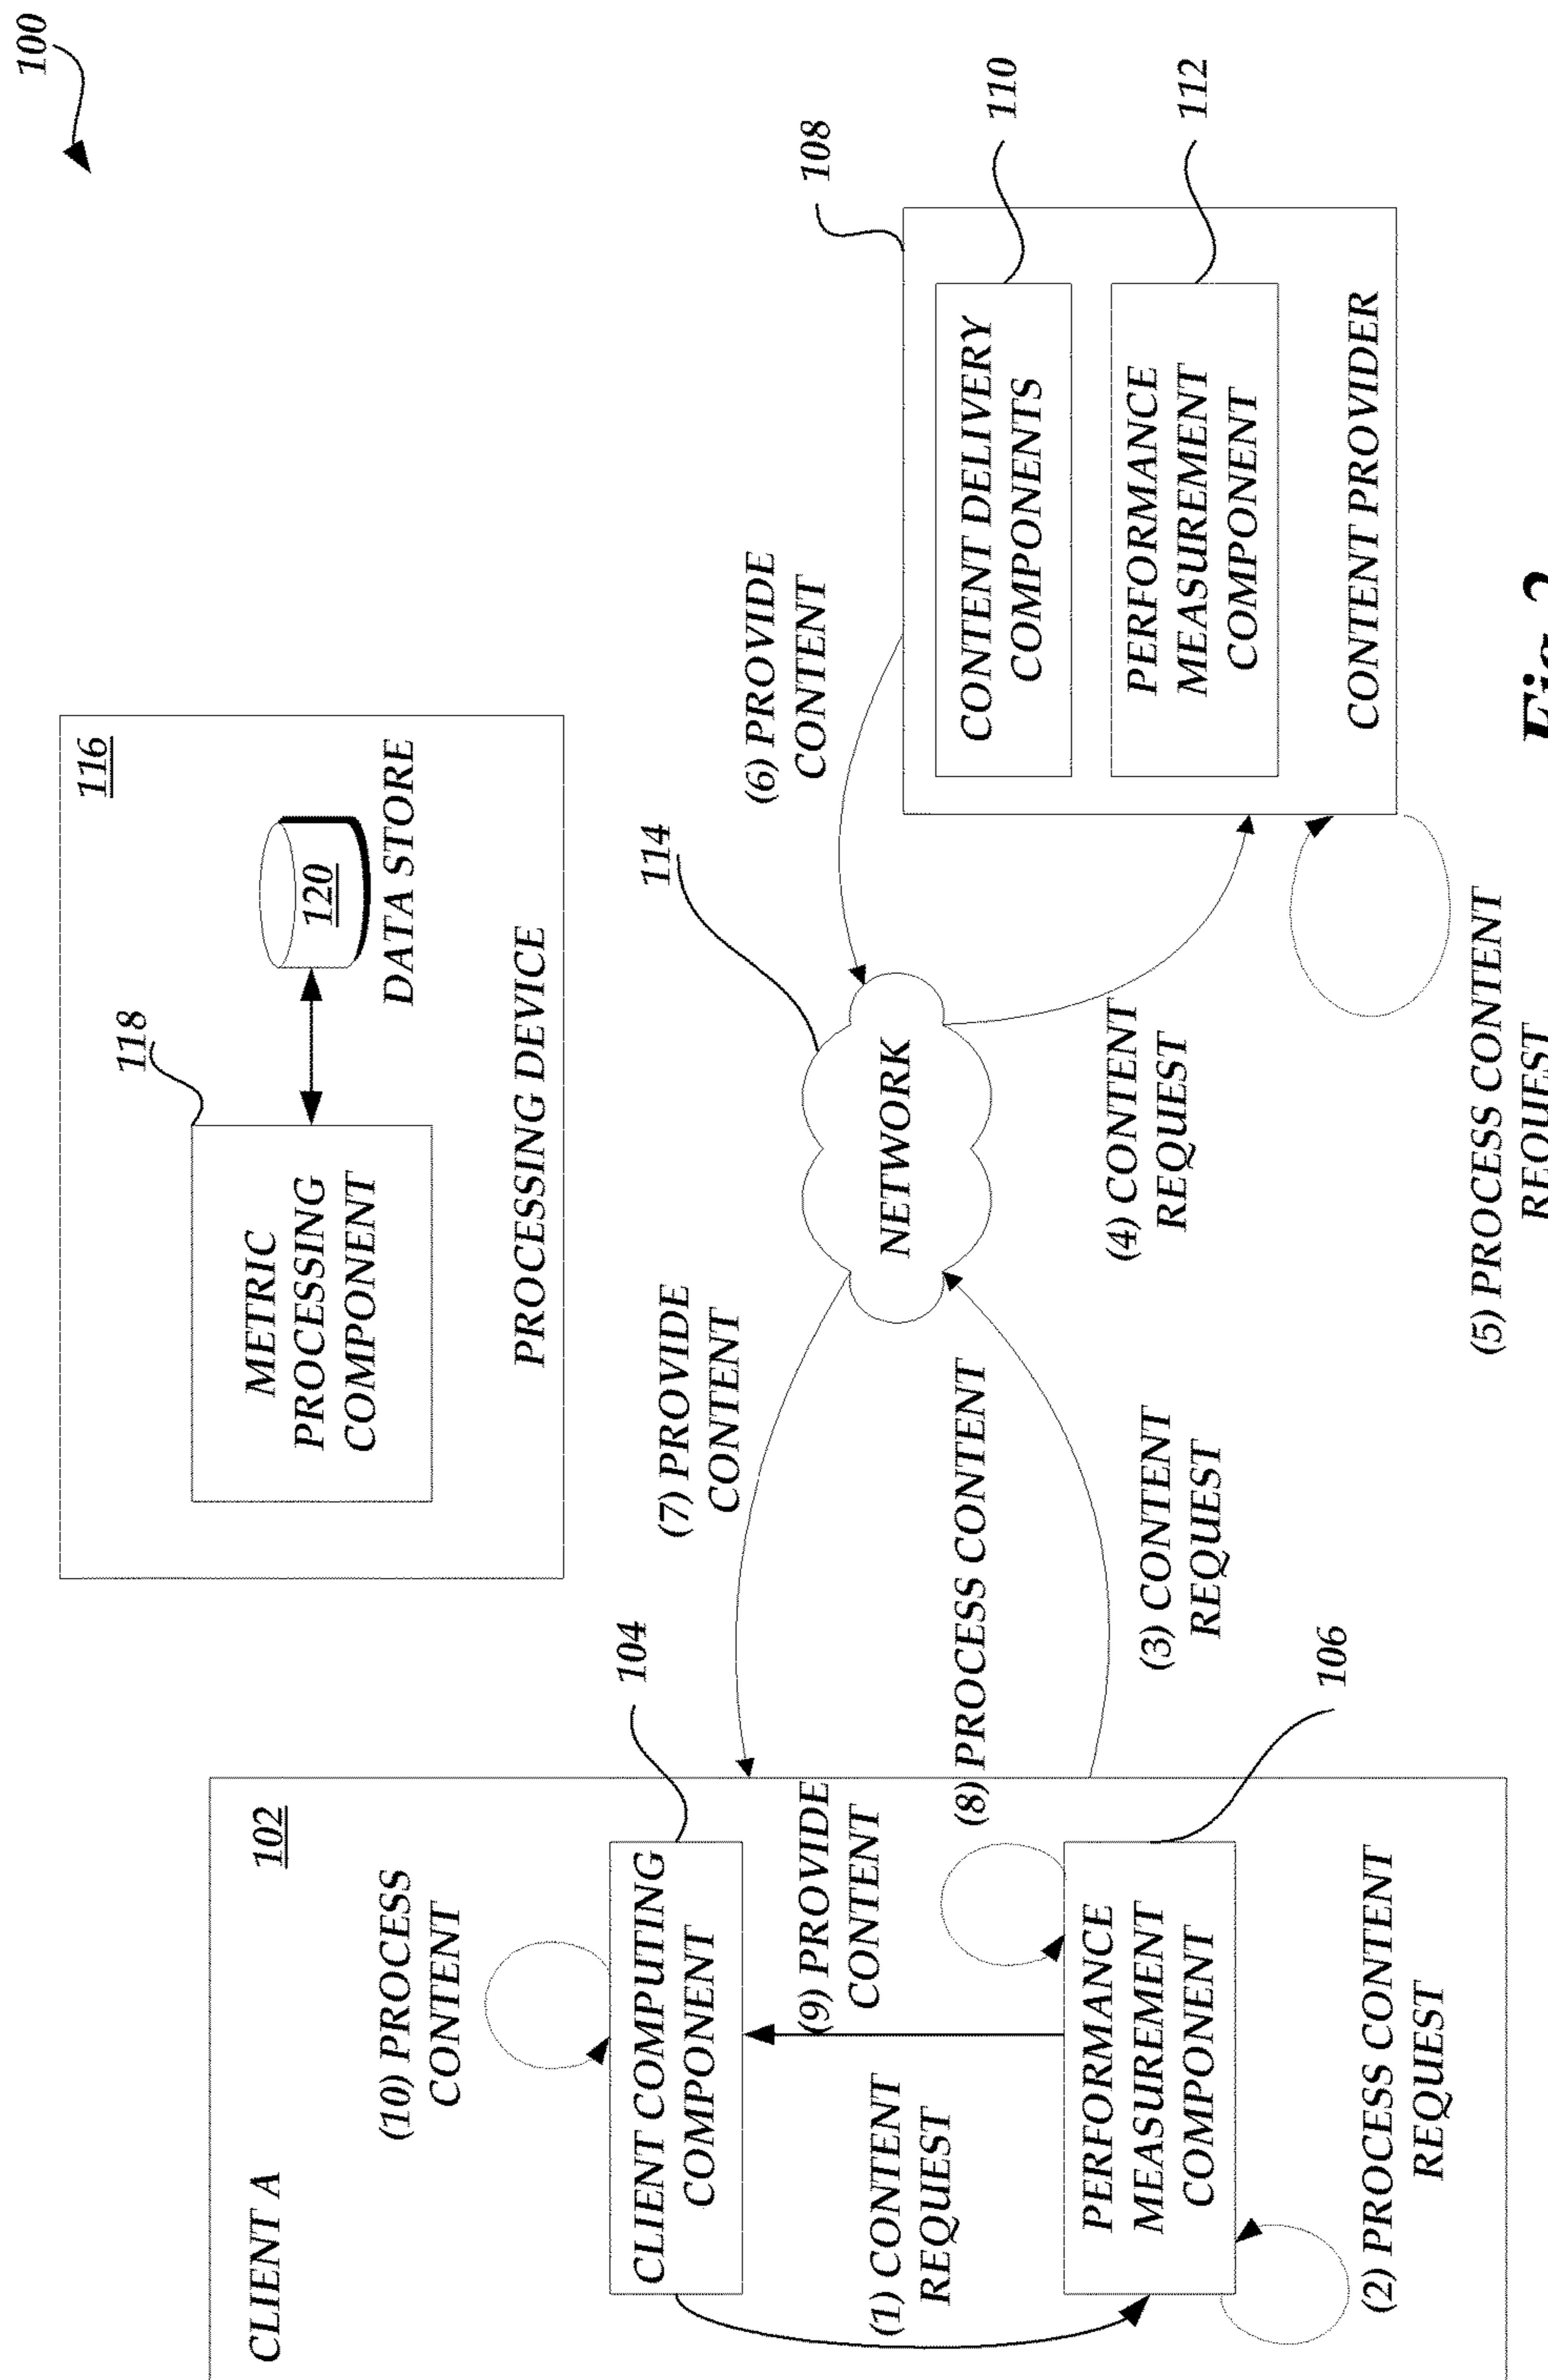 100
116
118
120
DATA STORE
METRIC
PROCESSING
COMPONENT
PROCESSING DEVICE
CLIENT A
102
(10) PROCESS
CONTENT
104
CLIENT COMPUTING
COMPONENT
(7) PROVIDE
CONTENT
114
(6) PROVIDE
CONTENT
108
(9) PROVIDE
CONTENT
(1) CONTENT
REQUEST
(8) PROCESS CONTENT
NETWORK
CONTENT DELIVERY
COMPONENTS
110
PERFORMANCE
MEASUREMENT
COMPONENT
106
(3) CONTENT
REQUEST
(4) CONTENT
REQUEST
PERFORMANCE
MEASUREMENT
COMPONENT
112
CONTENT PROVIDER
(2) PROCESS CONTENT
REQUEST
(5) PROCESS CONTENT
REQUEST
Fig.2.